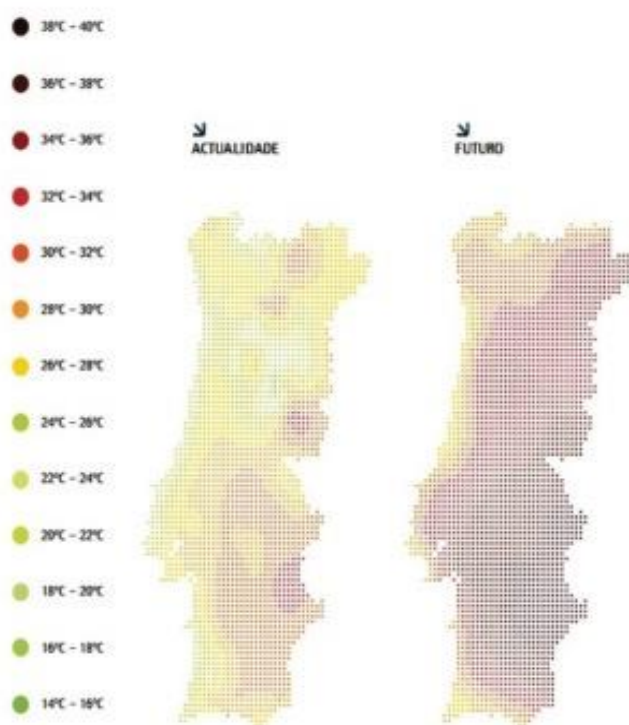 38ºC – 40ºC
36ºC – 38ºC
34ºC – 36ºC
32ºC – 34ºC
30ºC – 32ºC
28ºC – 30ºC
26ºC – 28ºC
24ºC – 26ºC
22ºC – 24ºC
20ºC – 22ºC
18ºC – 20ºC
16ºC – 18ºC
14ºC – 16ºC
ACTUALIDADE
FUTURO